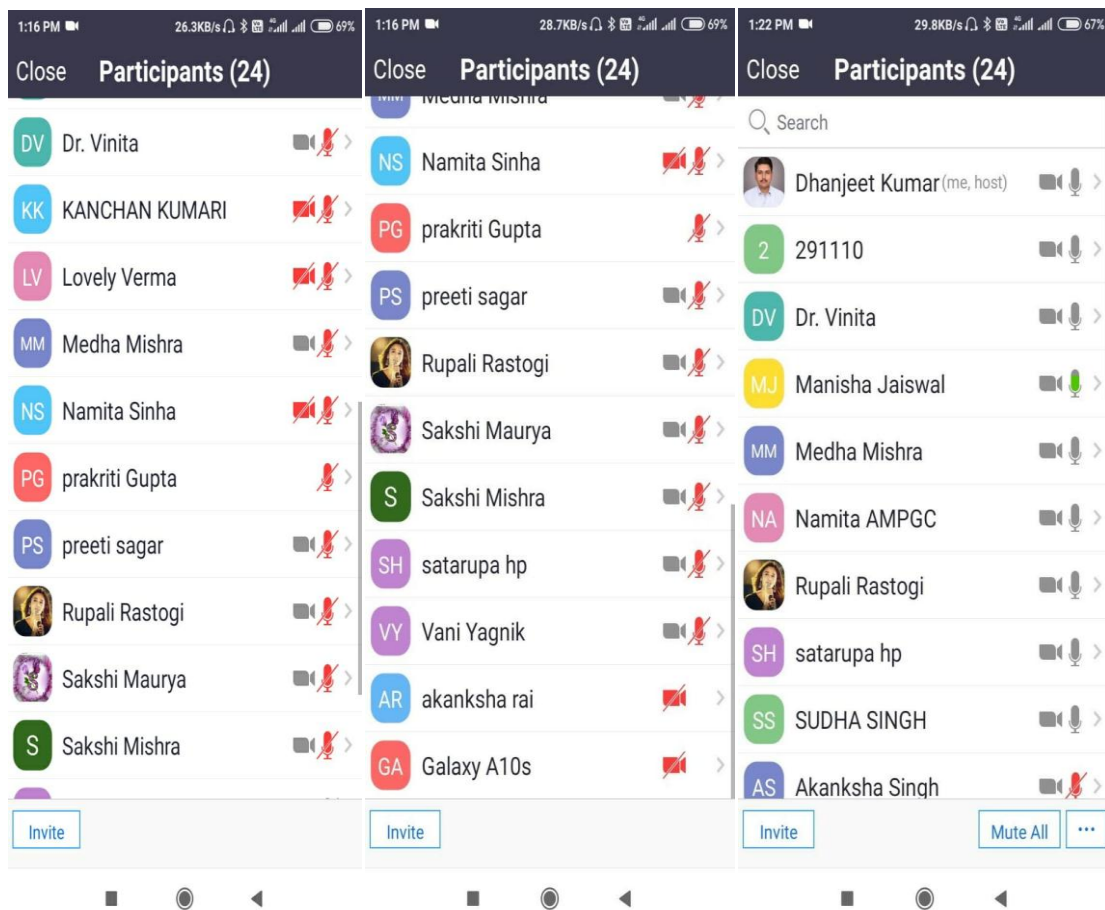 1:16 PM 26.3KB/s 4G 69%
Close Participants (24)
DV Dr. Vinita
KK KANCHAN KUMARI
LV Lovely Verma
MM Medha Mishra
NS Namita Sinha
PG prakriti Gupta
PS preeti sagar
Rupali Rastogi
Sakshi Maurya
S Sakshi Mishra
Invite
1:16 PM 28.7KB/s 4G 69%
Close Participants (24)
MM Medha Mishra
NS Namita Sinha
PG prakriti Gupta
PS preeti sagar
Rupali Rastogi
Sakshi Maurya
S Sakshi Mishra
SH satarupa hp
VY Vani Yagnik
AR akanksha rai
GA Galaxy A10s
Invite
1:22 PM 29.8KB/s 4G 67%
Close Participants (24)
Search
Dhanjeet Kumar (me, host)
2 291110
DV Dr. Vinita
MJ Manisha Jaiswal
MM Medha Mishra
NA Namita AMPGC
Rupali Rastogi
SH satarupa hp
SS SUDHA SINGH
AS Akanksha Singh
Invite Mute All ...